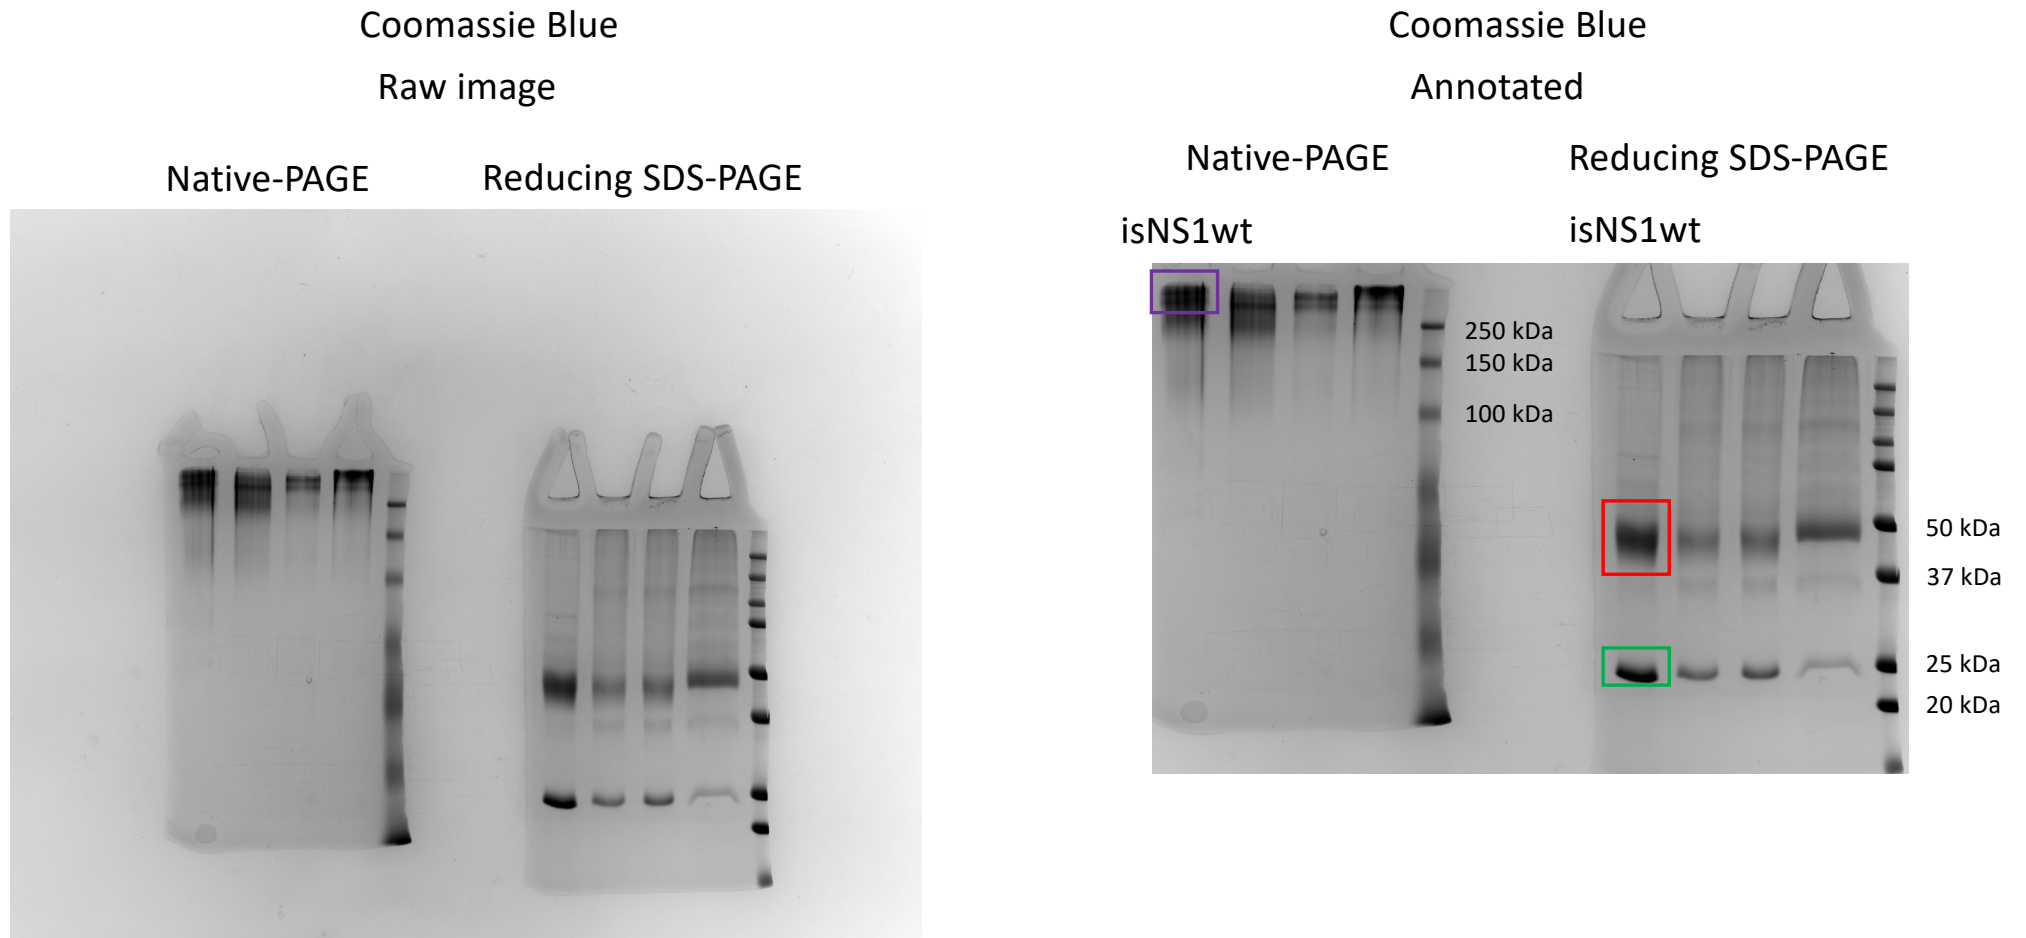 Coomassie Blue
Raw image
Native-PAGE
Reducing SDS-PAGE
Coomassie Blue
Annotated
Native-PAGE
Reducing SDS-PAGE
isNS1wt
isNS1wt
250 kDa
150 kDa
100 kDa
50 kDa
37 kDa
25 kDa
20 kDa